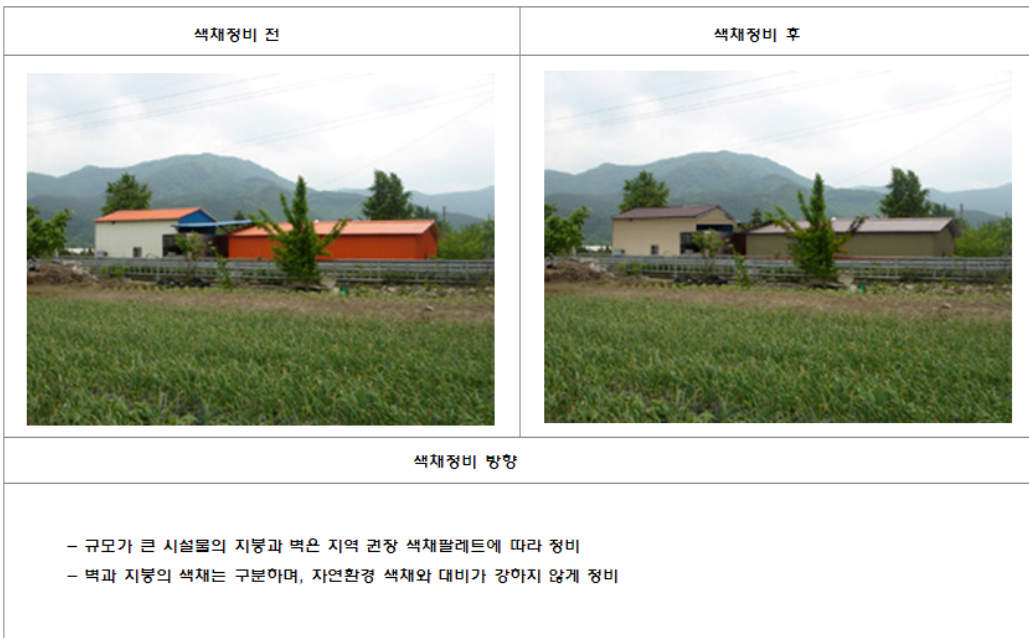 색채정비 전
색채정비 후
색채정비 방향
– 규모가 큰 시설물의 지붕과 벽은 지역 권장 색채팔레트에 따라 정비
– 벽과 지붕의 색채는 구분하며, 자연환경 색채와 대비가 강하지 않게 정비